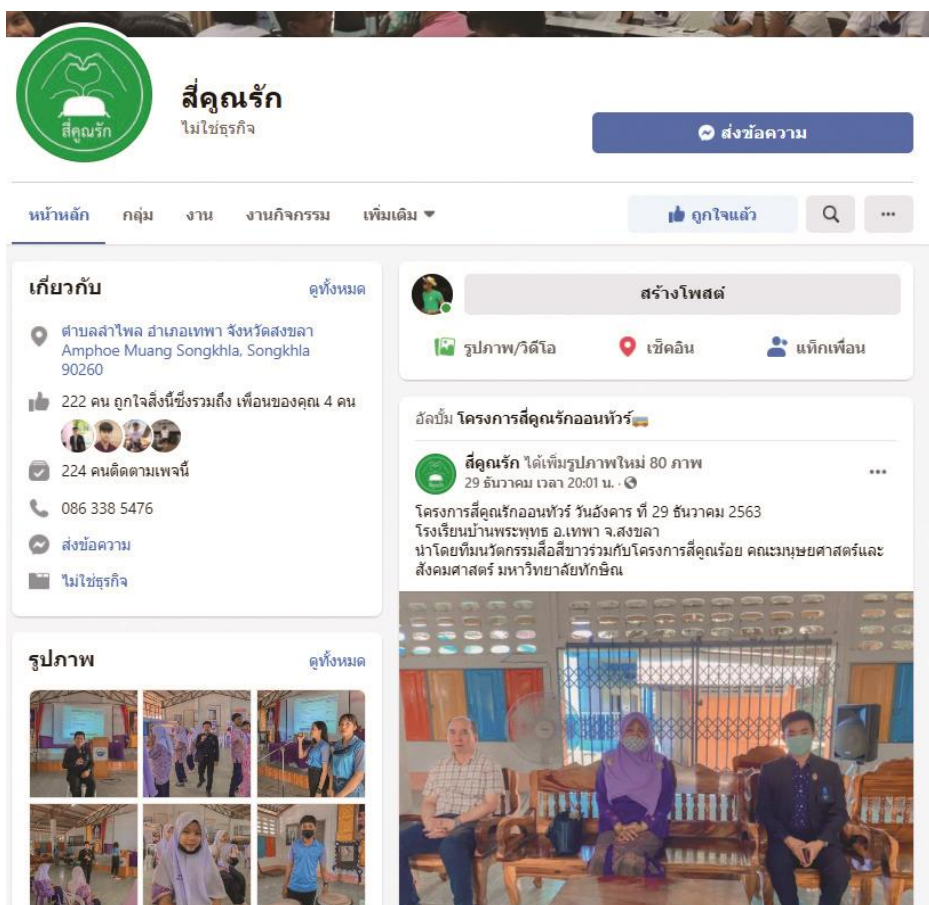 สี่คูณรัก
สี่คูณรัก
ไม่ใช่ธุรกิจ
ส่งข้อความ
หน้าหลัก กลุ่ม งาน งานกิจกรรม เพิ่มเติม
ถูกใจแล้ว
เกี่ยวกับ ดูทั้งหมด
ตำบลลำไพล อำเภอเทพา จังหวัดสงขลา
Amphoe Muang Songkhla, Songkhla
90260
222 คน ถูกใจสิ่งนี้ซึ่งรวมถึง เพื่อนของคุณ 4 คน
224 คนติดตามเพจนี้
086 338 5476
ส่งข้อความ
ไม่ใช่ธุรกิจ
รูปภาพ ดูทั้งหมด
สร้างโพสต์
รูปภาพ/วิดีโอ เช็คอิน แท็กเพื่อน
อัลบั้ม โครงการสี่คูณรักออนทัวร์
สี่คูณรัก ได้เพิ่มรูปภาพใหม่ 80 ภาพ
29 ธันวาคม เวลา 20:01 น. ·
โครงการสี่คูณรักออนทัวร์ วันอังคาร ที่ 29 ธันวาคม 2563
โรงเรียนบ้านพระพุทธ อ.เทพา จ.สงขลา
นำโดยทีมนวัตกรรมสื่อสีขาวร่วมกับโครงการสี่คูณร้อย คณะมนุษยศาสตร์และ
สังคมศาสตร์ มหาวิทยาลัยทักษิณ